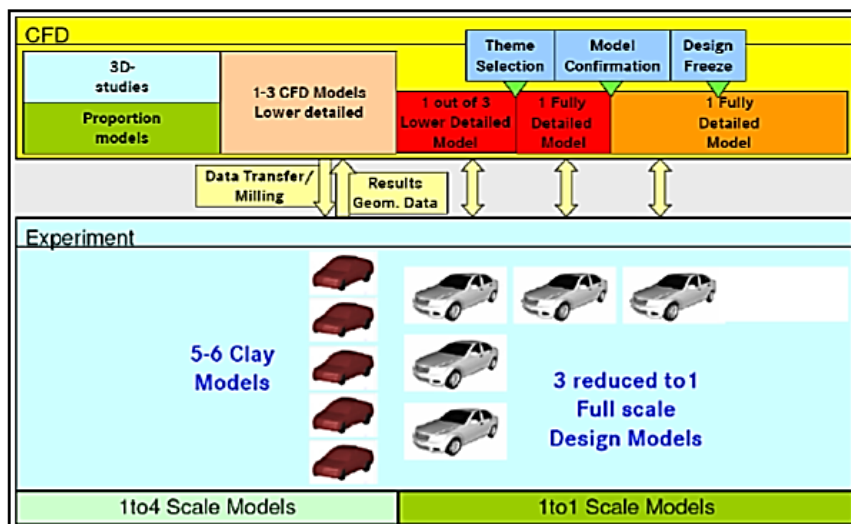 CFD
3D-
studies
Proportion
models
1-3 CFD Models
Lower detailed
Theme
Selection
Model
Confirmation
Design
Freeze
1 out of 3
Lower Detailed
Model
1 Fully
Detailed
Model
1 Fully
Detailed
Model
Data Transfer/
Milling
Results
Geom. Data
Experiment
5-6 Clay
Models
3 reduced to1
Full scale
Design Models
1to4 Scale Models
1to1 Scale Models